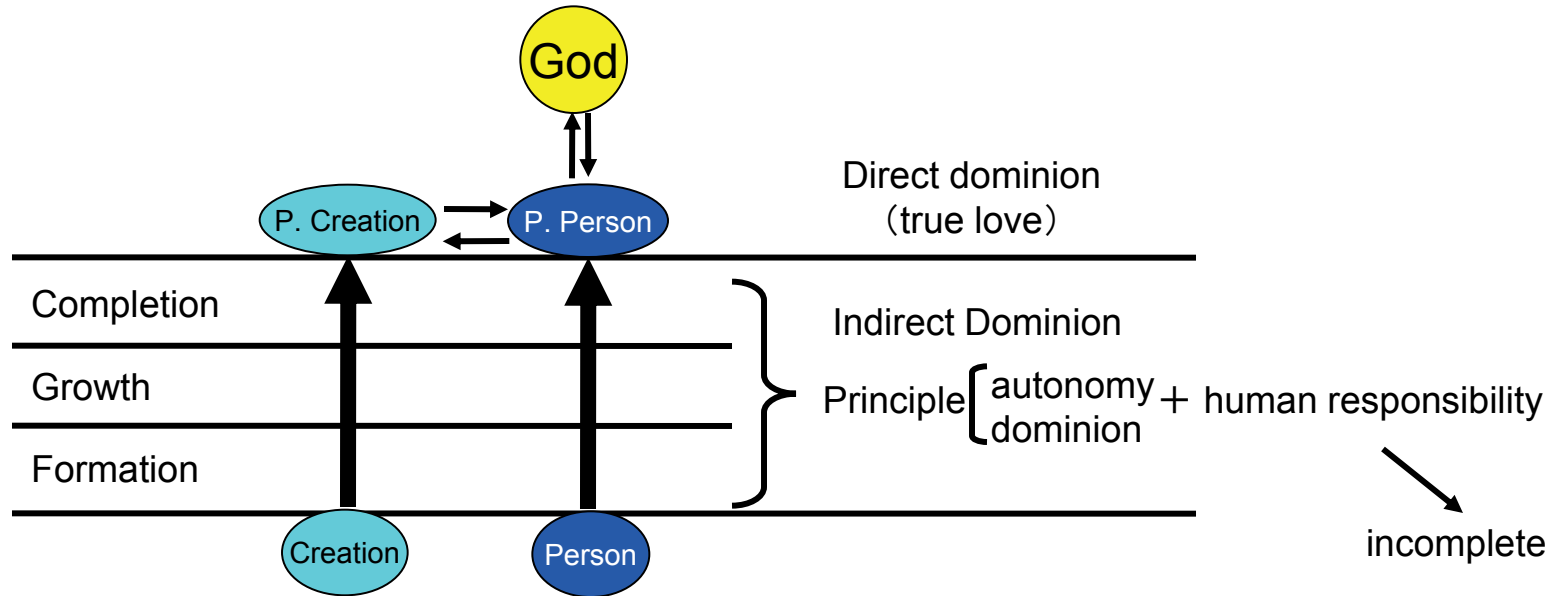 God
Direct dominion
（true love）
P. Creation
P. Person
Completion
Growth
Formation
Indirect Dominion
Principle
autonomy
dominion
+ human responsibility
incomplete
Creation
Person